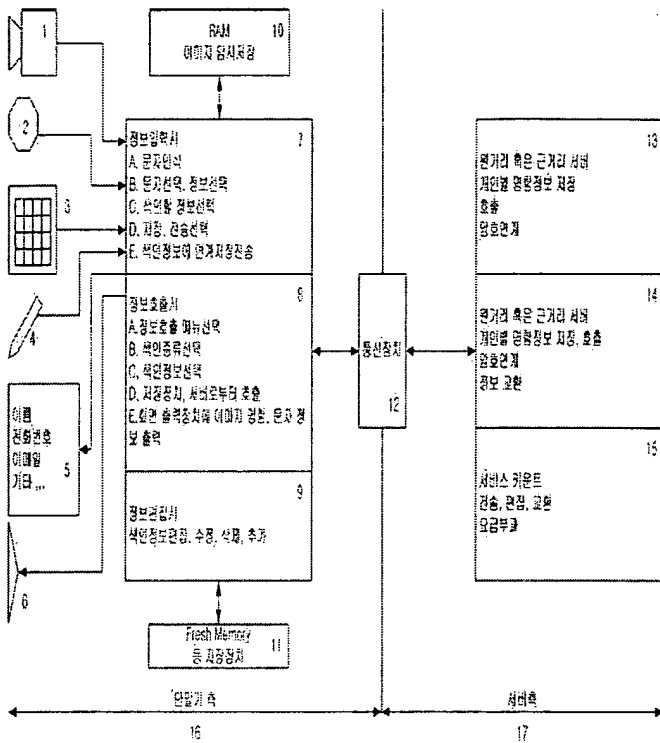 1
RAM
이미지 임시저장
10
2
3
4
정보입력시
7
A. 문자인식
B. 문자선택, 정보선택
C. 색인할 정보선택
D. 저장, 전송선택
E. 색인정보에 연계저장전송
정보호출시
8
A.정보호출 메뉴선택
B. 색인종류선택
C. 색인정보선택
D. 저장장치, 서버로부터 호출
E.화면 출력장치에 이미지 명함, 문자 정
보 출력
정보편집시
9
색인정보편집, 수정, 삭제, 추가
이름
전화번호
이메일
기타 ,,,
5
6
Fresh Memory
등 저장장치
11
통신장치
12
13
원거리 혹은 근거리 서버
개인별 명함정보 저장
호출
암호연계
14
원거리 혹은 근거리 서버
개인별 명함정보 저장, 호출
암호연계
정보 교환
15
서비스 카운트
전송, 편집, 교환
요금부과
단말기 측
16
서버측
17